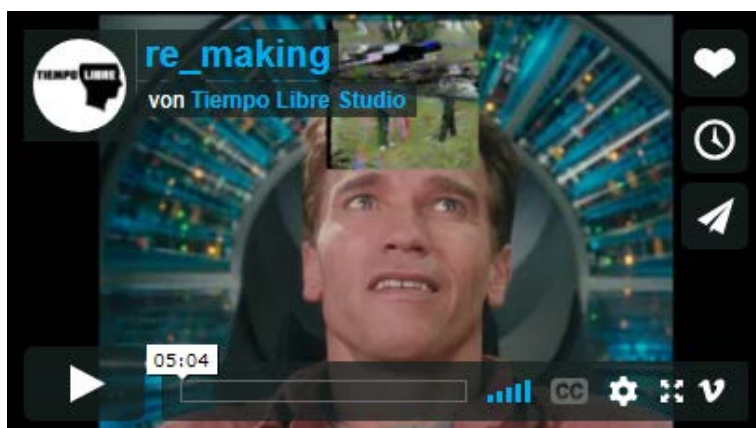 TIEMPO LIBRE
re_making
von Tiempo Libre Studio
05:04
CC